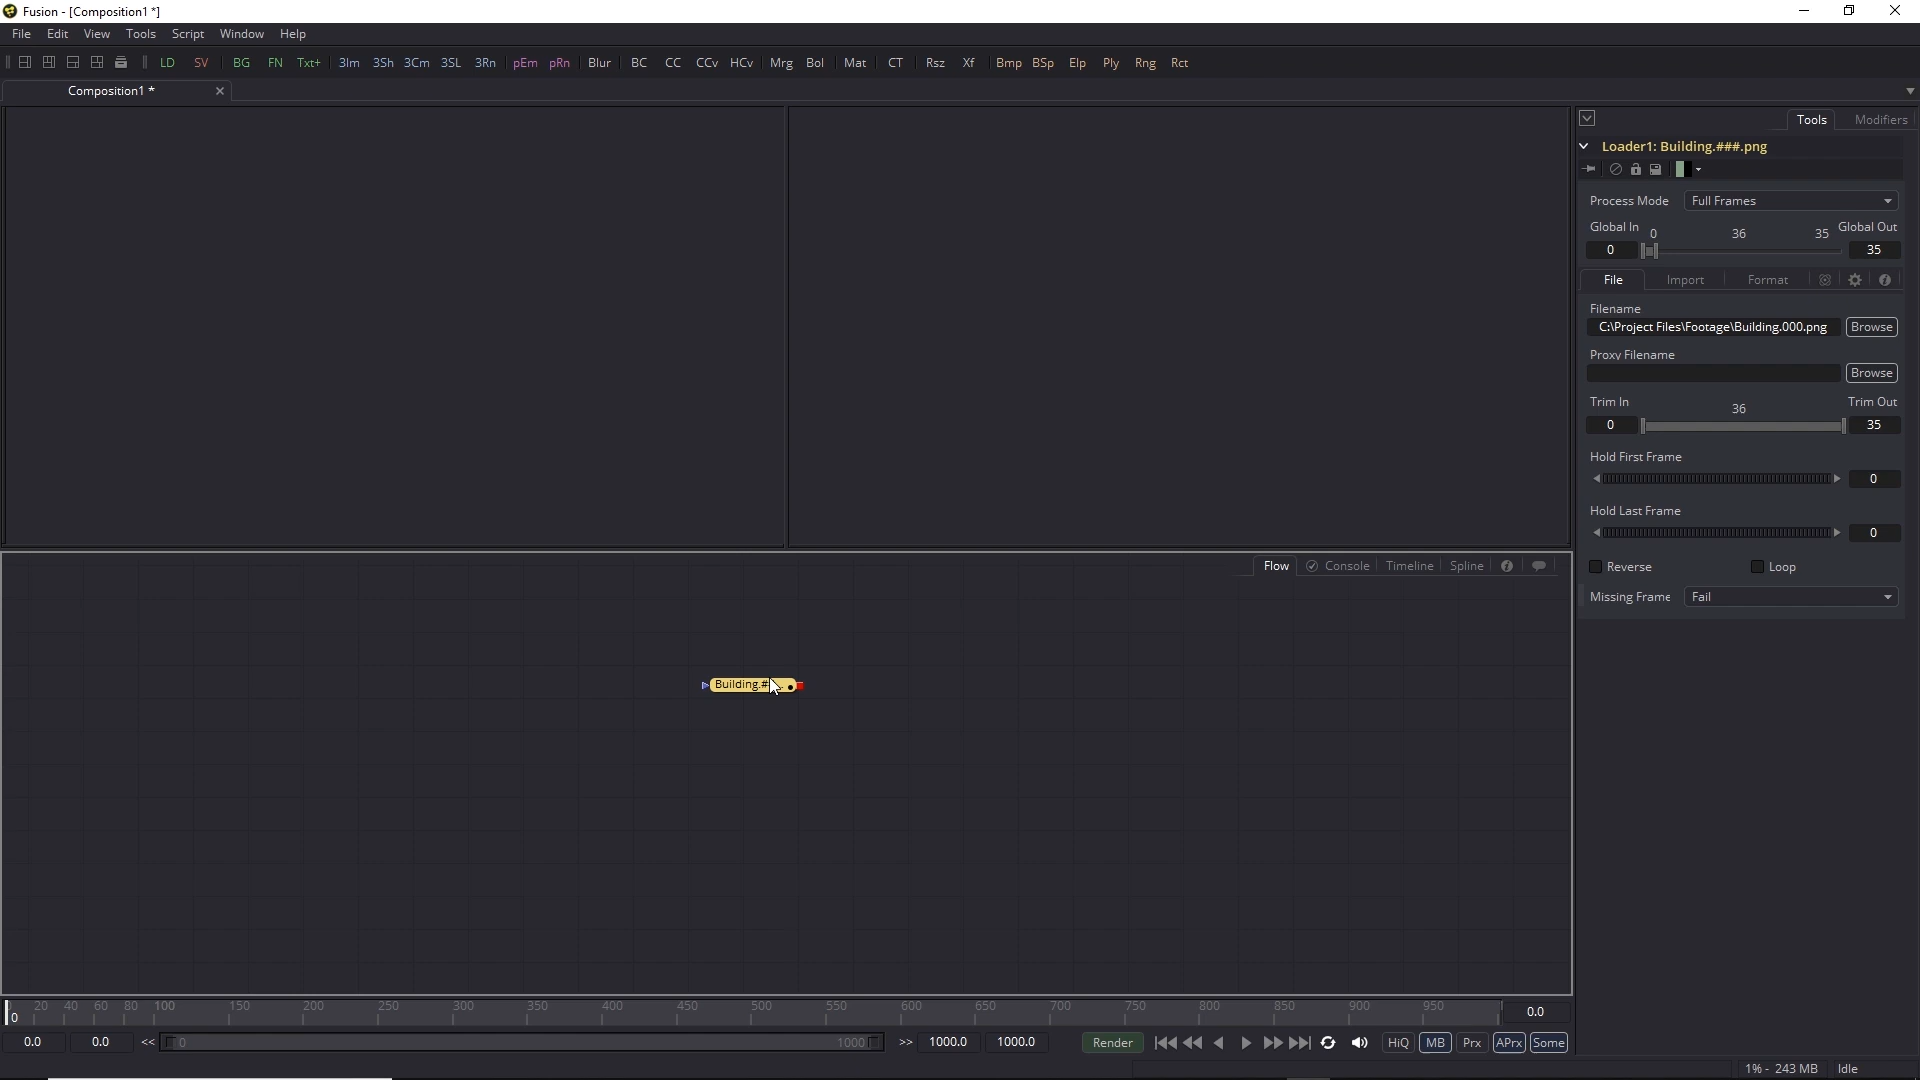 Fusion - [Composition1 *]
File Edit View Tools Script Window Help
LD SV BG FN Txt+ 3Im 3Sh 3Cm 3SL 3Rn pEm pRn Blur BC CC CCv HCv Mrg Bol Mat CT Rsz Xf Bmp BSp Elp Ply Rng Rct
Composition1 *
Tools Modifiers
Loader1: Building.###.png
Process Mode Full Frames
Global In 0 36 35 Global Out
0 35
File Import Format
Filename
C:\Project Files\Footage\Building.000.png Browse
Proxy Filename
Browse
Trim In 36 Trim Out
0 35
Hold First Frame
0
Hold Last Frame
0
Reverse Loop
Missing Frame Fail
Flow Console Timeline Spline
Building.#
0 20 40 60 80 100 150 200 250 300 350 400 450 500 550 600 650 700 750 800 850 900 950 0.0
0.0 0.0 << 0 1000 >> 1000.0 1000.0 Render HiQ MB Prx APrx Some
1% - 243 MB Idle